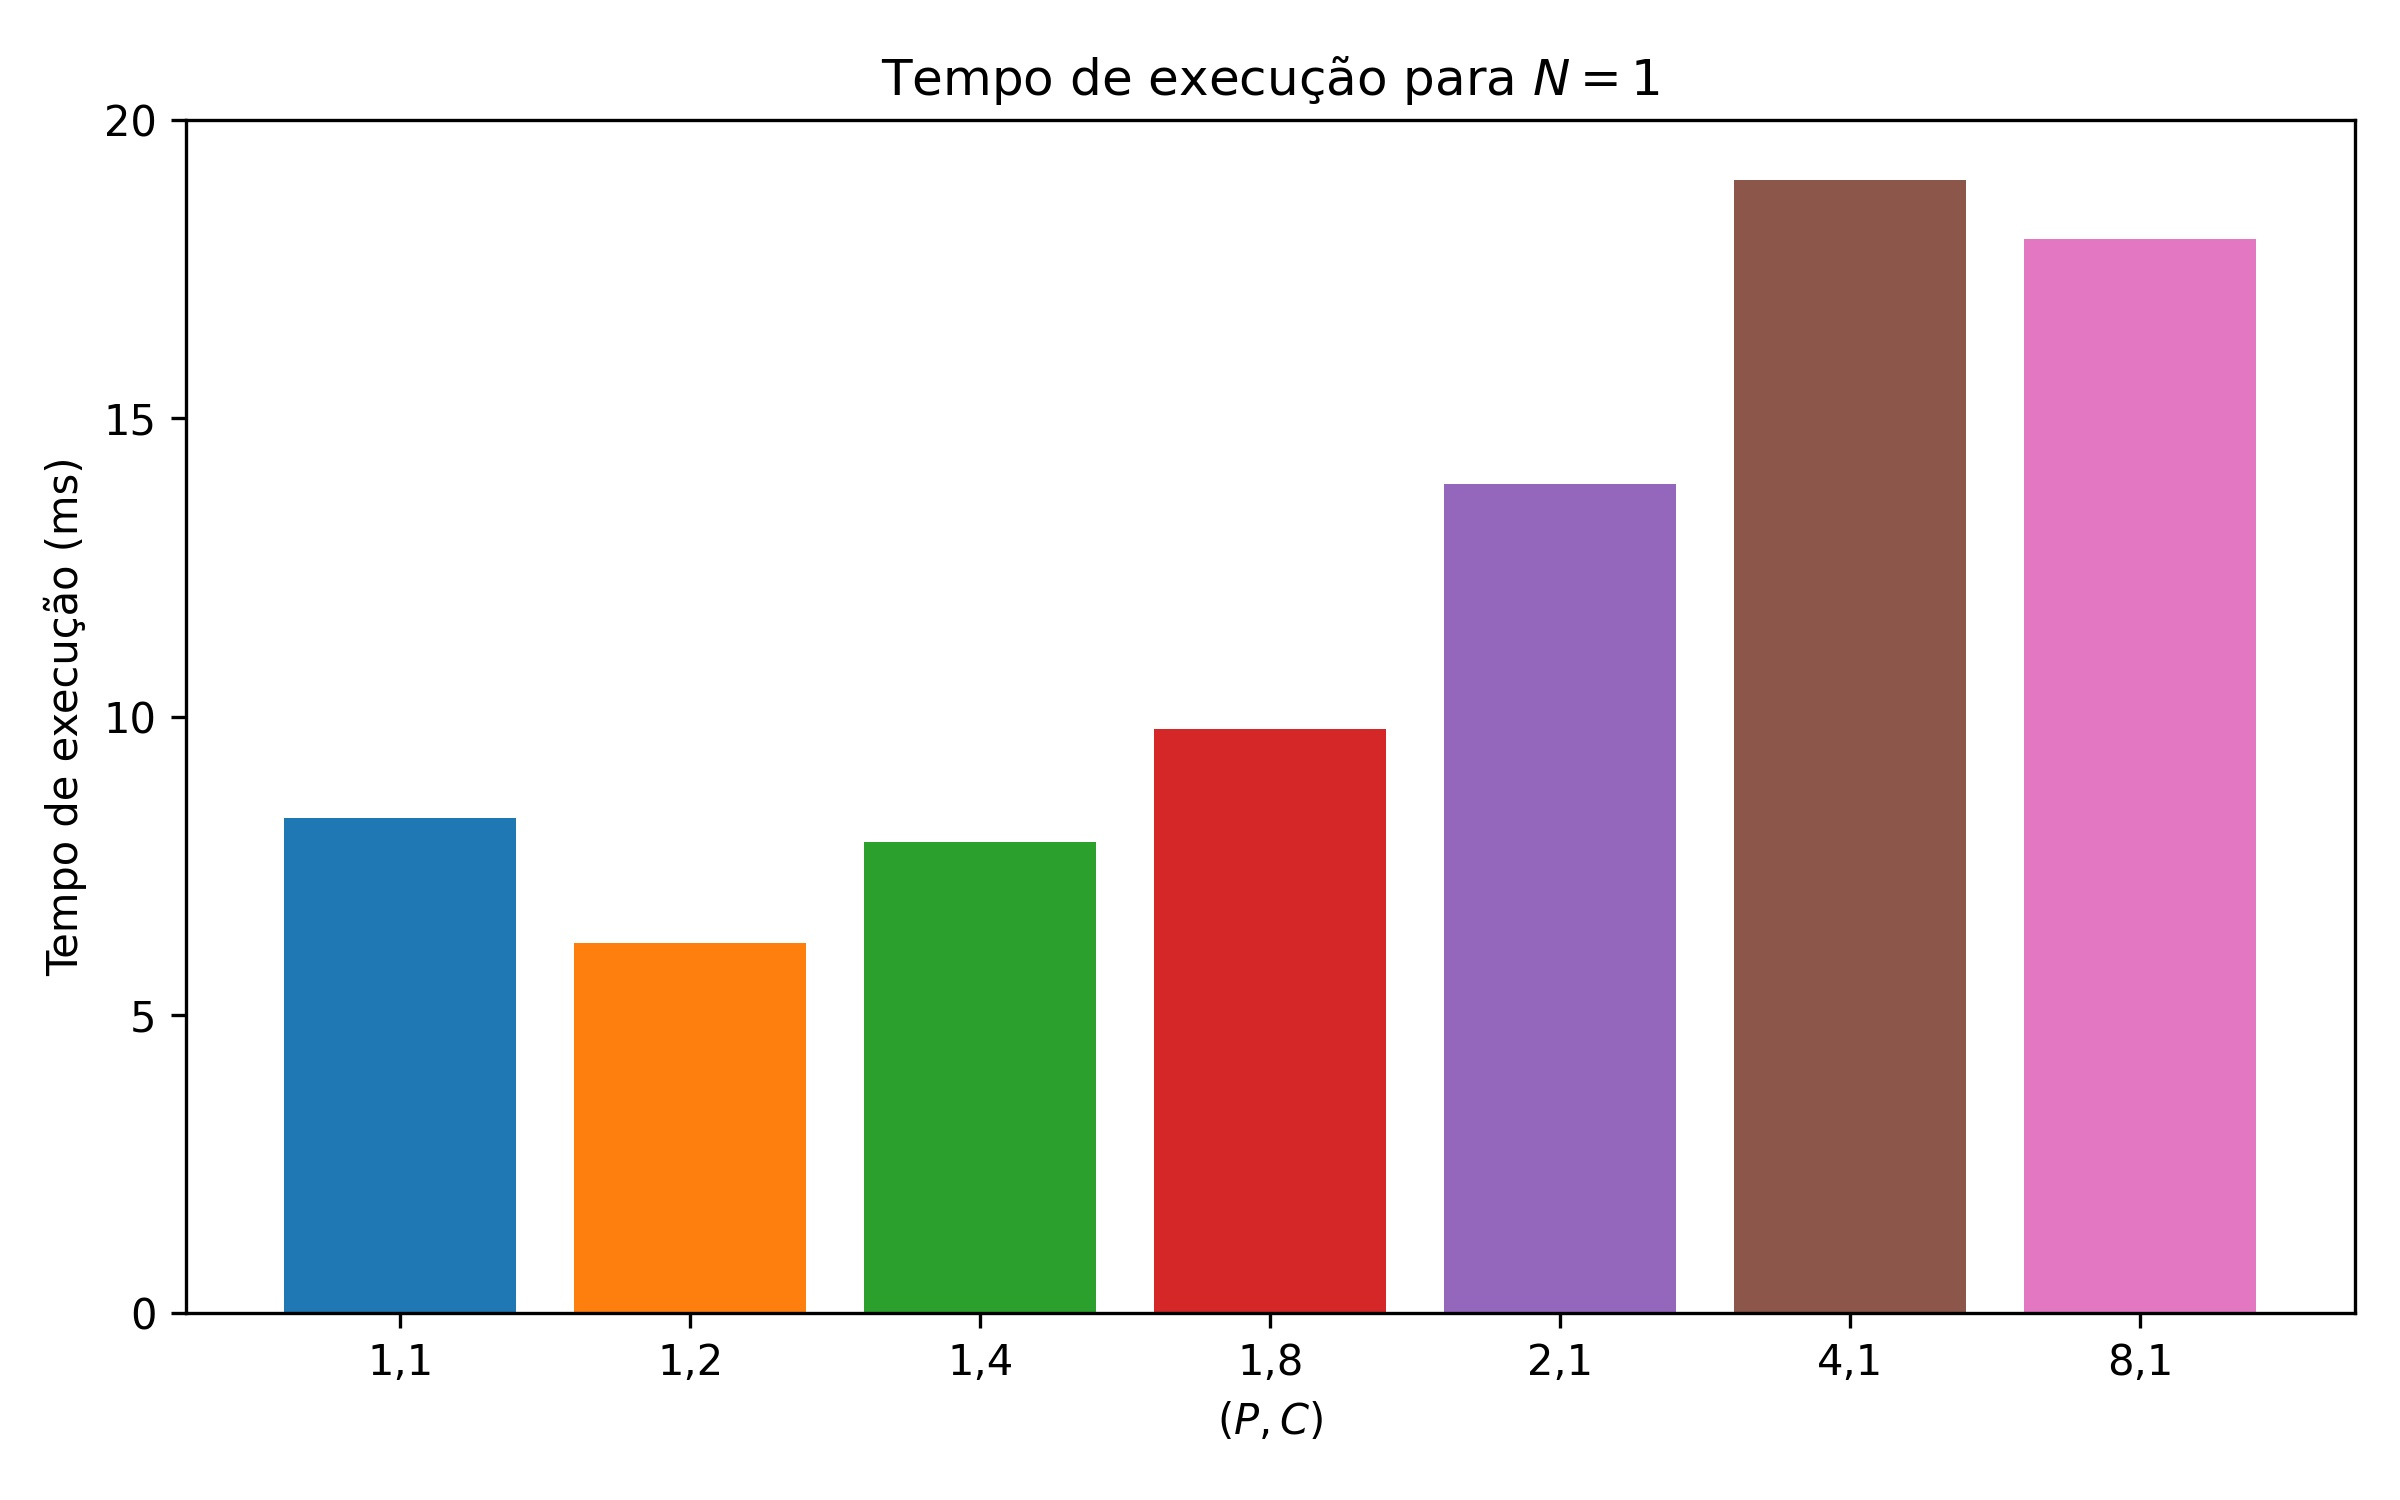 Tempo de execução para N = 1
Tempo de execução (ms)
20
15
10
5
0
1,1 1,2 1,4 1,8 2,1 4,1 8,1
(P, C)